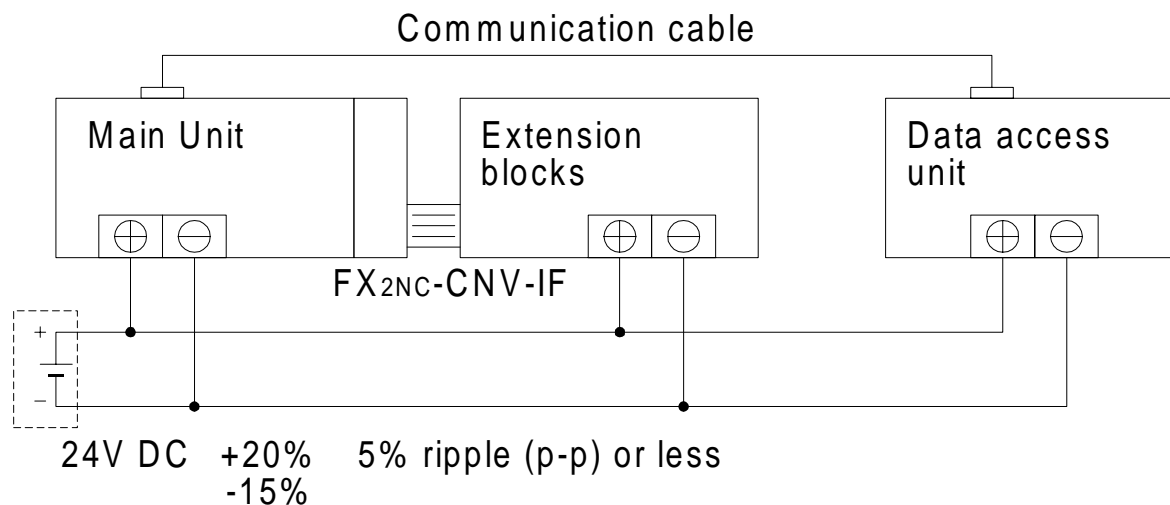 Communication cable
Main Unit
Extension
blocks
Data access
unit
FX2NC-CNV-IF
+
−
24V DC +20% 5% ripple (p-p) or less
-15%